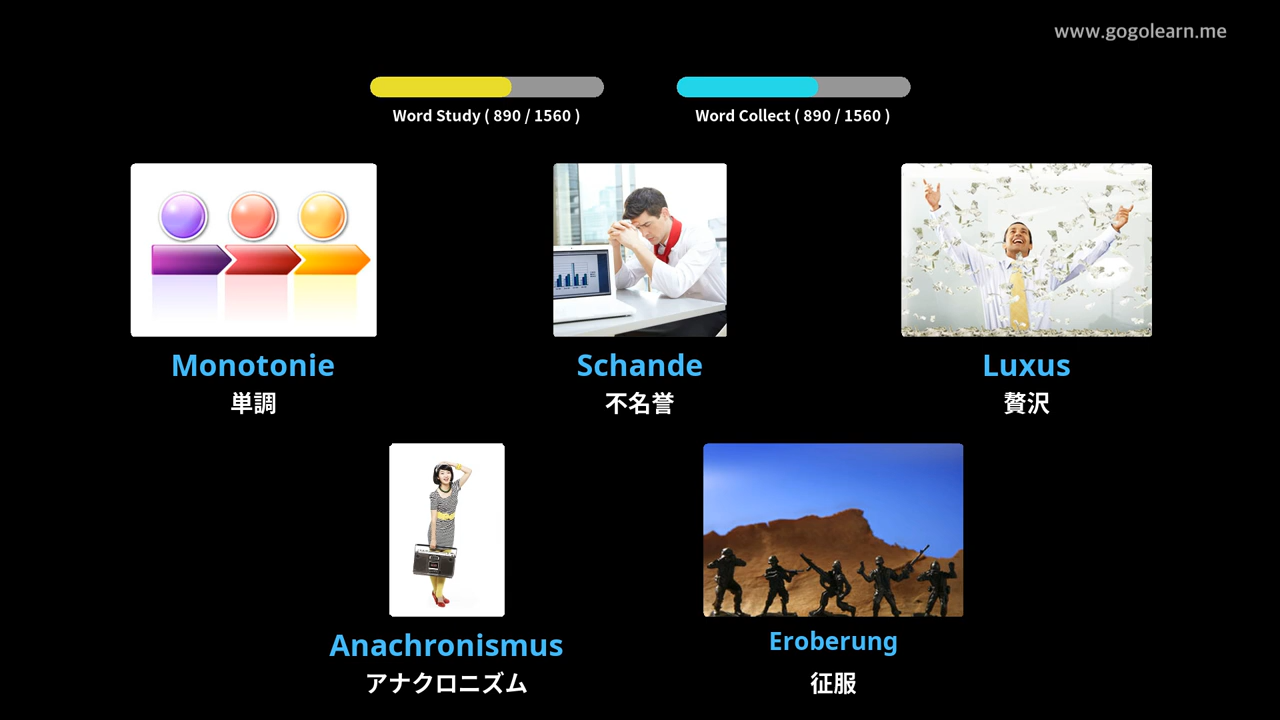 www.gogolearn.me
Word Study ( 890 / 1560 )
Word Collect ( 890 / 1560 )
Monotonie
単調
Schande
不名誉
Luxus
贅沢
Anachronismus
アナクロニズム
Eroberung
征服